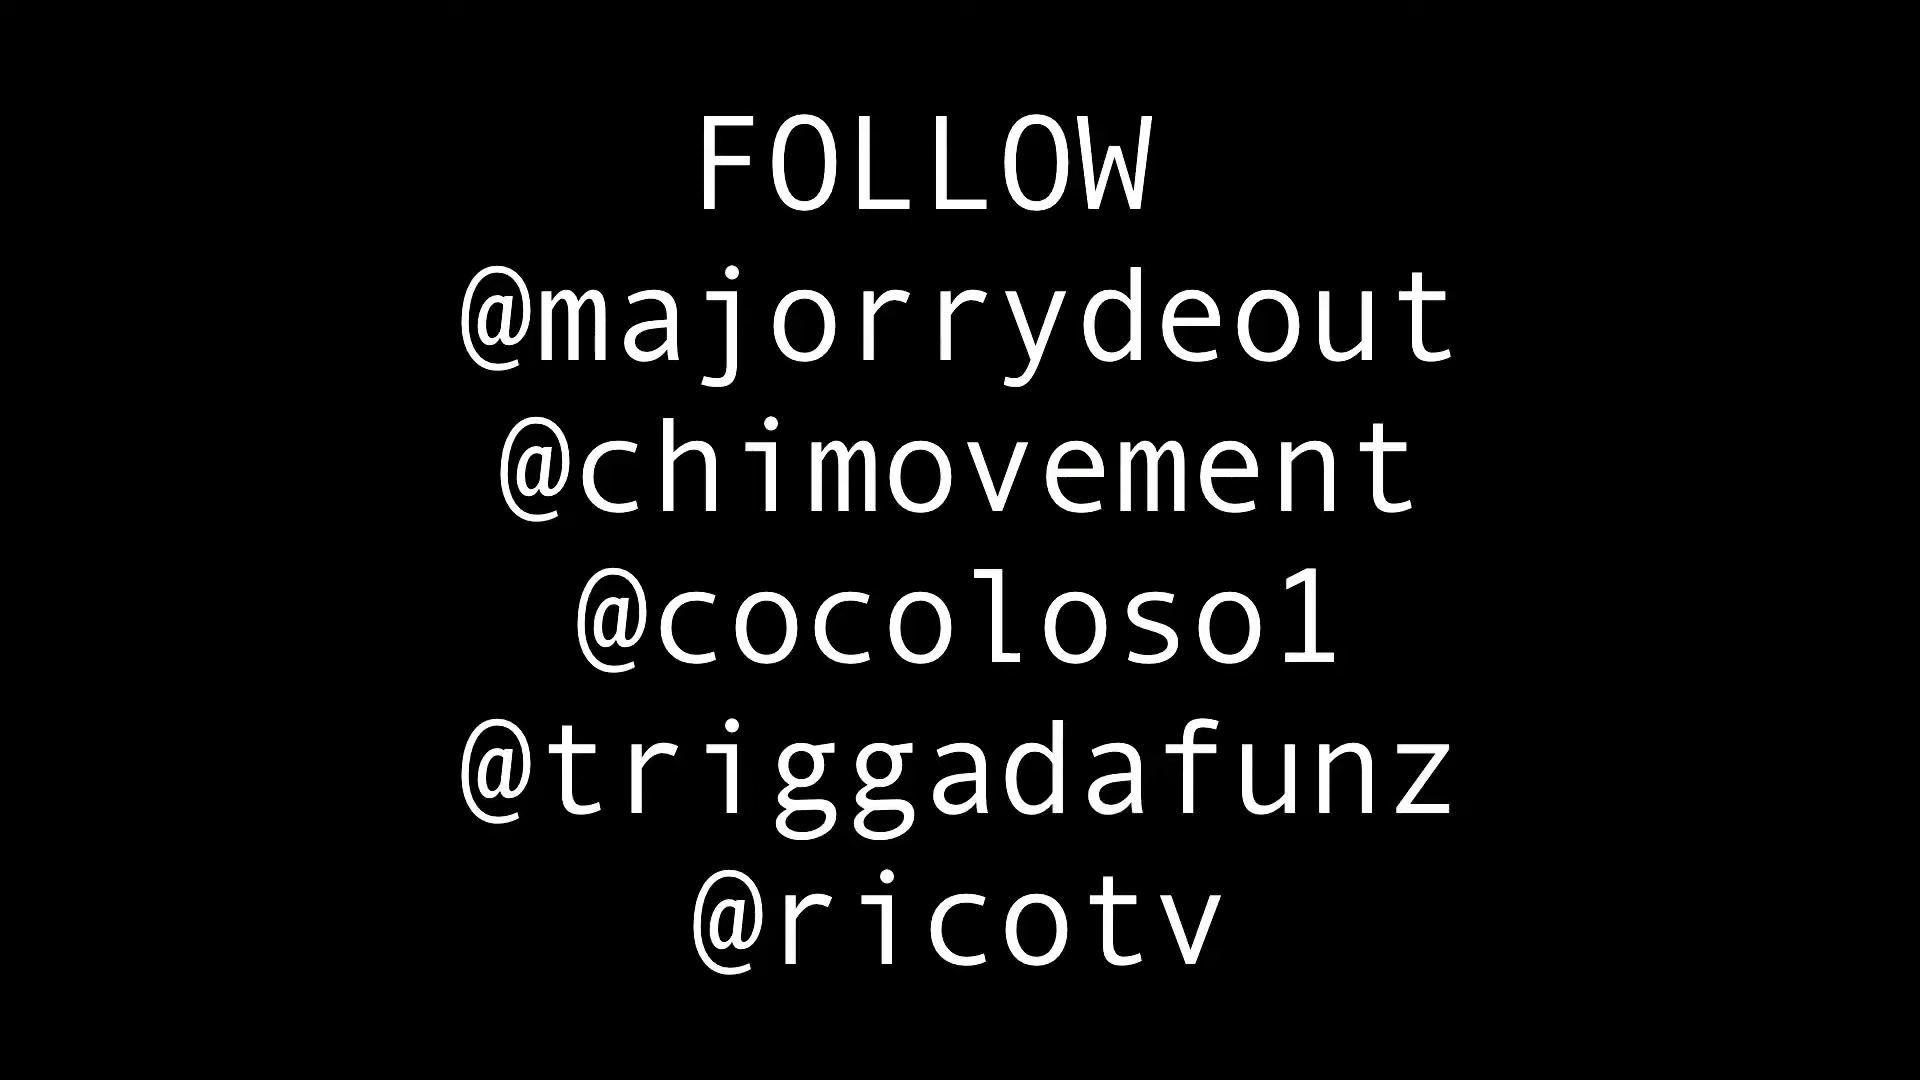 FOLLOW
@majorrydeout
@chimovement
@cocoloso1
@triggadafunz
@ricotv